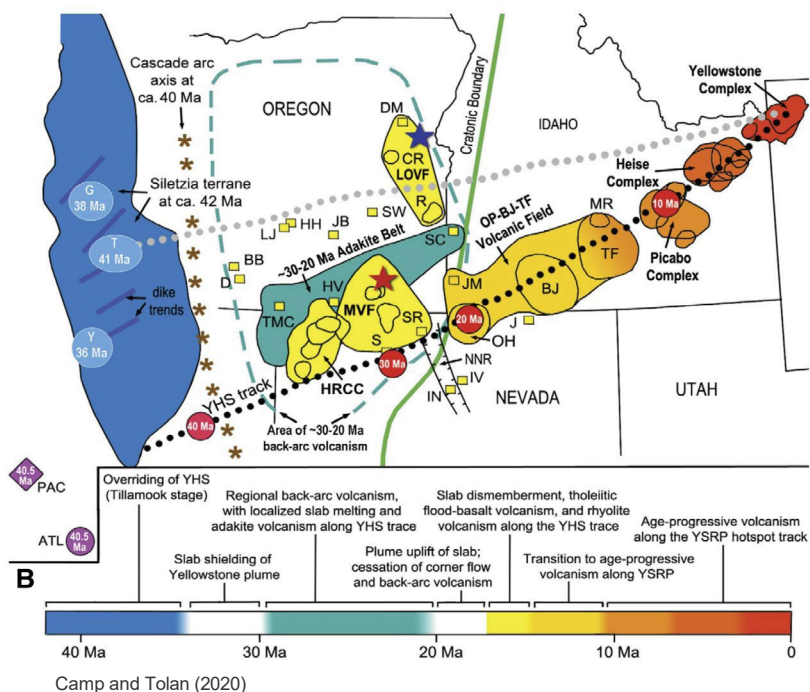 Cascade arc
axis at
ca. 40 Ma
OREGON
DM
Cratonic Boundary
IDAHO
Yellowstone
Complex
CR
LOVF
R
Siletzia terrane
at ca. 42 Ma
G
38 Ma
T
41 Ma
Heise
Complex
SW
HH
JB
LJ
OP-BJ-TF
Volcanic Field
MR
10 Ma
SC
~30-20 Ma Adakite Belt
BB
D
TF
Picabo
Complex
dike
trends
HV
JM
BJ
TMC
MVF
SR
20 Ma
J
Y
36 Ma
S
OH
30 Ma
NNR
HRCC
IV
IN
NEVADA
UTAH
YHS track
40 Ma
Area of ~30-20 Ma
back-arc volcanism
40.5
Ma
PAC
ATL
40.5
Ma
Overriding of YHS
(Tillamook stage)
Regional back-arc volcanism,
with localized slab melting and
adakite volcanism along YHS trace
Slab dismemberment, tholeiitic
flood-basalt volcanism, and rhyolite
volcanism along the YHS trace
Age-progressive volcanism
along the YSRP hotspot track
Slab shielding of
Yellowstone plume
Plume uplift of slab;
cessation of corner flow
and back-arc volcanism
Transition to age-progressive
volcanism along YSRP
B
40 Ma
30 Ma
20 Ma
10 Ma
0
Camp and Tolan (2020)